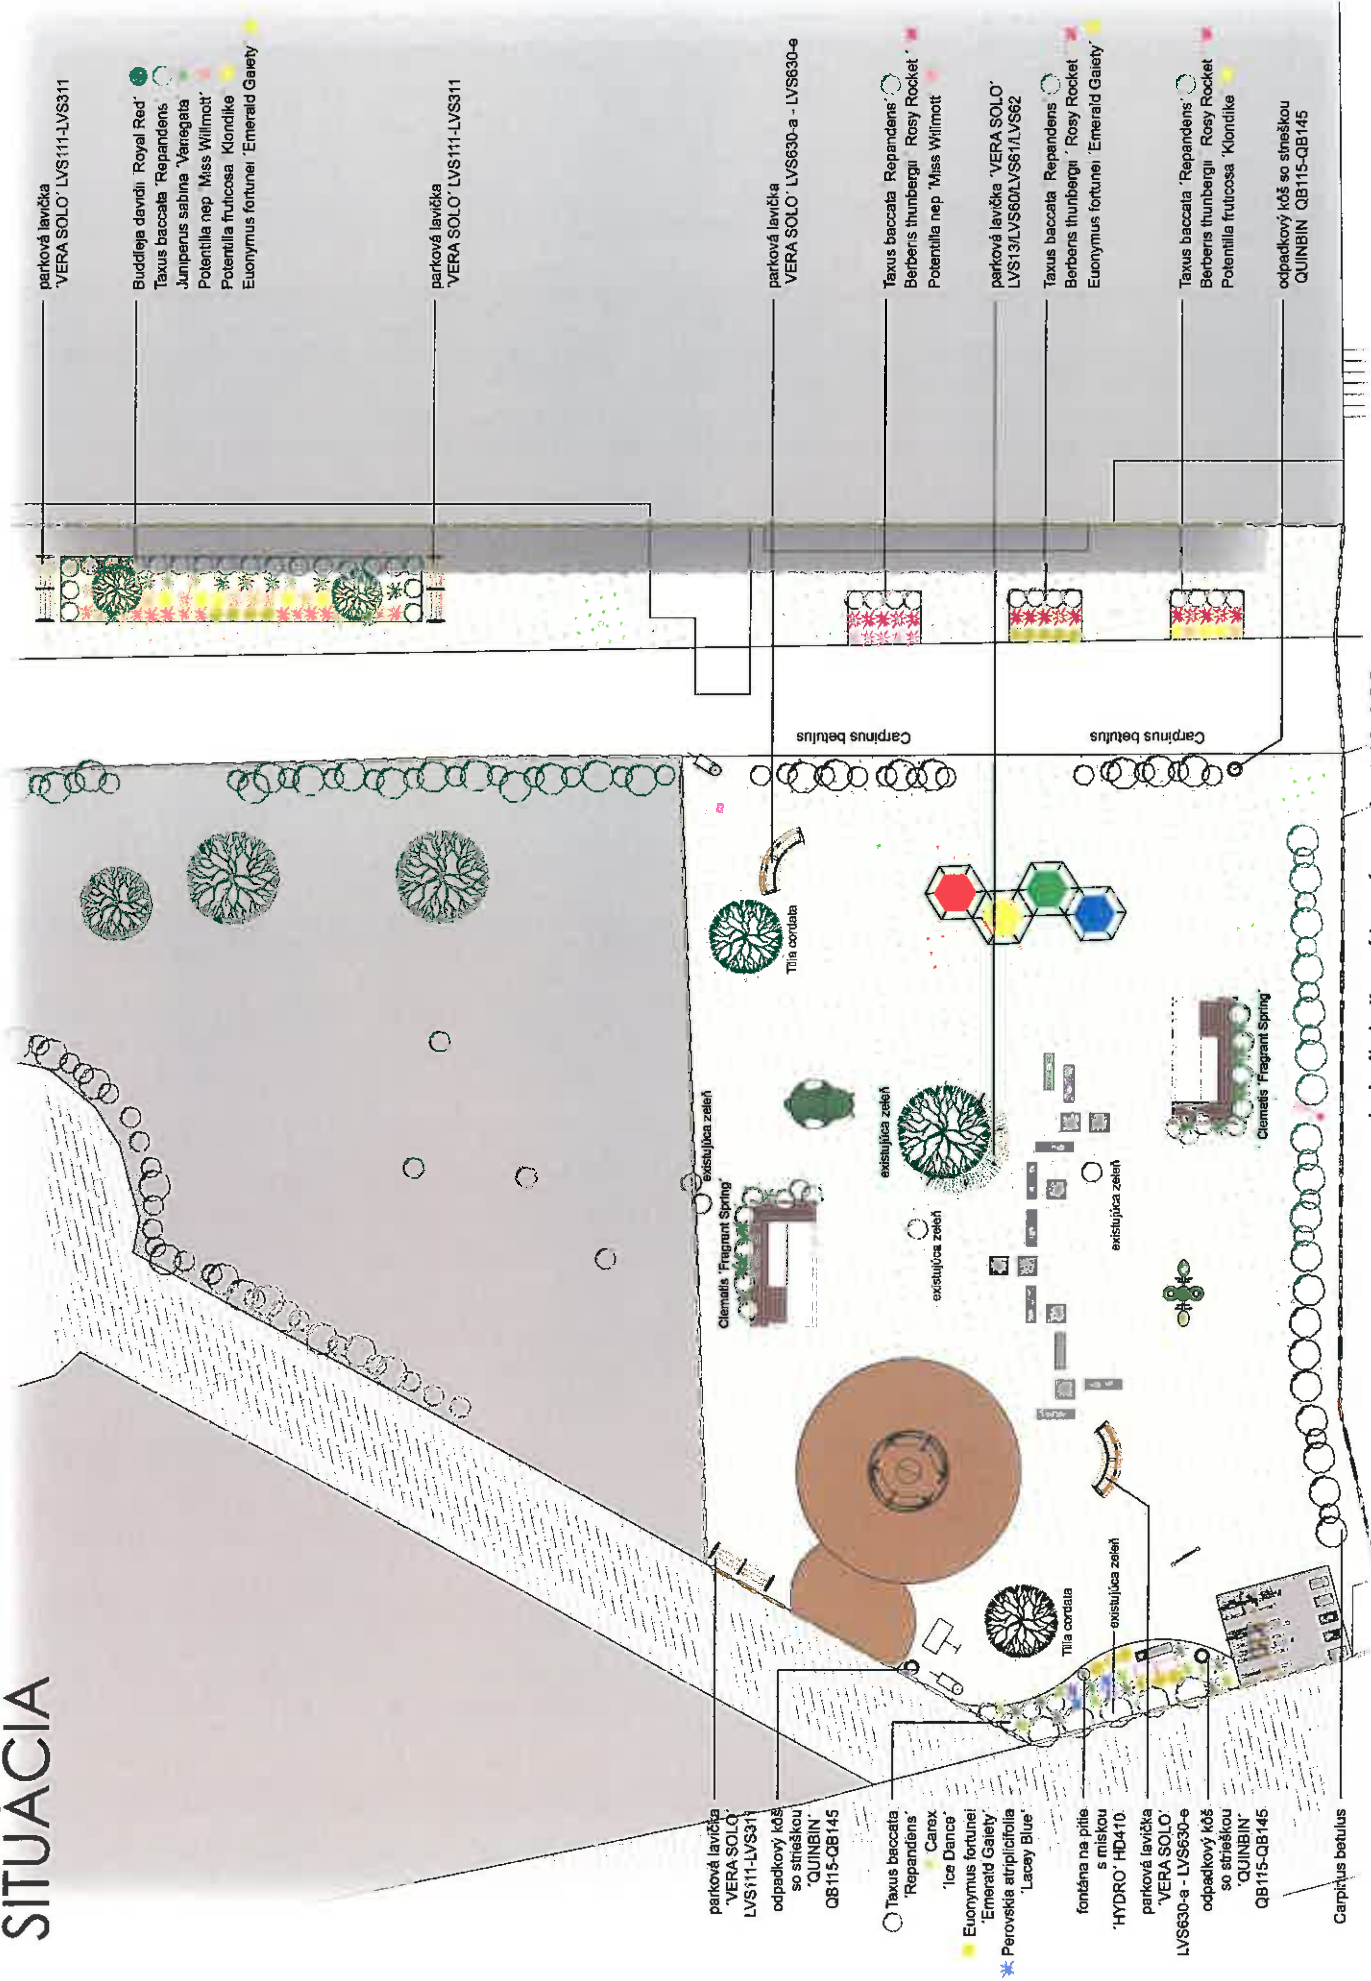 SITUÁCIA
parková lavička
'VERA SOLO' LVS111-LVS311
Buddleja davidii 'Royal Red'
Taxus baccata 'Repandens'
Juniperus sabina 'Variegata'
Potentilla nep 'Miss Willmott'
Potentilla fruticosa 'Klondike'
Euonymus fortunei 'Emerald Gaiety'
parková lavička
'VERA SOLO' LVS111-LVS311
parková lavička
'VERA SOLO' LVS630-a - LVS630-e
Taxus baccata 'Repandens'
Berberis thunbergii 'Rosy Rocket'
Potentilla nep 'Miss Willmott'
parková lavička 'VERA SOLO'
LVS13/LVS60/LVS61/LVS62
Taxus baccata 'Repandens'
Berberis thunbergii 'Rosy Rocket'
Euonymus fortunei 'Emerald Gaiety'
Taxus baccata 'Repandens'
Berberis thunbergii 'Rosy Rocket'
Potentilla fruticosa 'Klondike'
odpadkový kôš so strieškou
'QUINBIN' QB115-QB145
Carpinus betulus
Carpinus betulus
Tilia cordata
existujúca zeleň
Clematis 'Fragrant Spring'
existujúca zeleň
existujúca zeleň
existujúca zeleň
Clematis 'Fragrant Spring'
Tilia cordata
existujúca zeleň
parková lavička
'VERA SOLO'
LVS111-LVS311
odpadkový kôš
so strieškou
'QUINBIN'
QB115-QB145
Taxus baccata
'Repandens'
Carex
'Ice Dance'
Euonymus fortunei
'Emerald Gaiety'
Perovskia atriplicifolia
'Lacey Blue'
fontána na pitie
s miskou
'HYDRO' HD410
parková lavička
'VERA SOLO'
LVS630-a - LVS630-e
odpadkový kôš
so strieškou
'QUINBIN'
QB115-QB145
Carpinus betulus